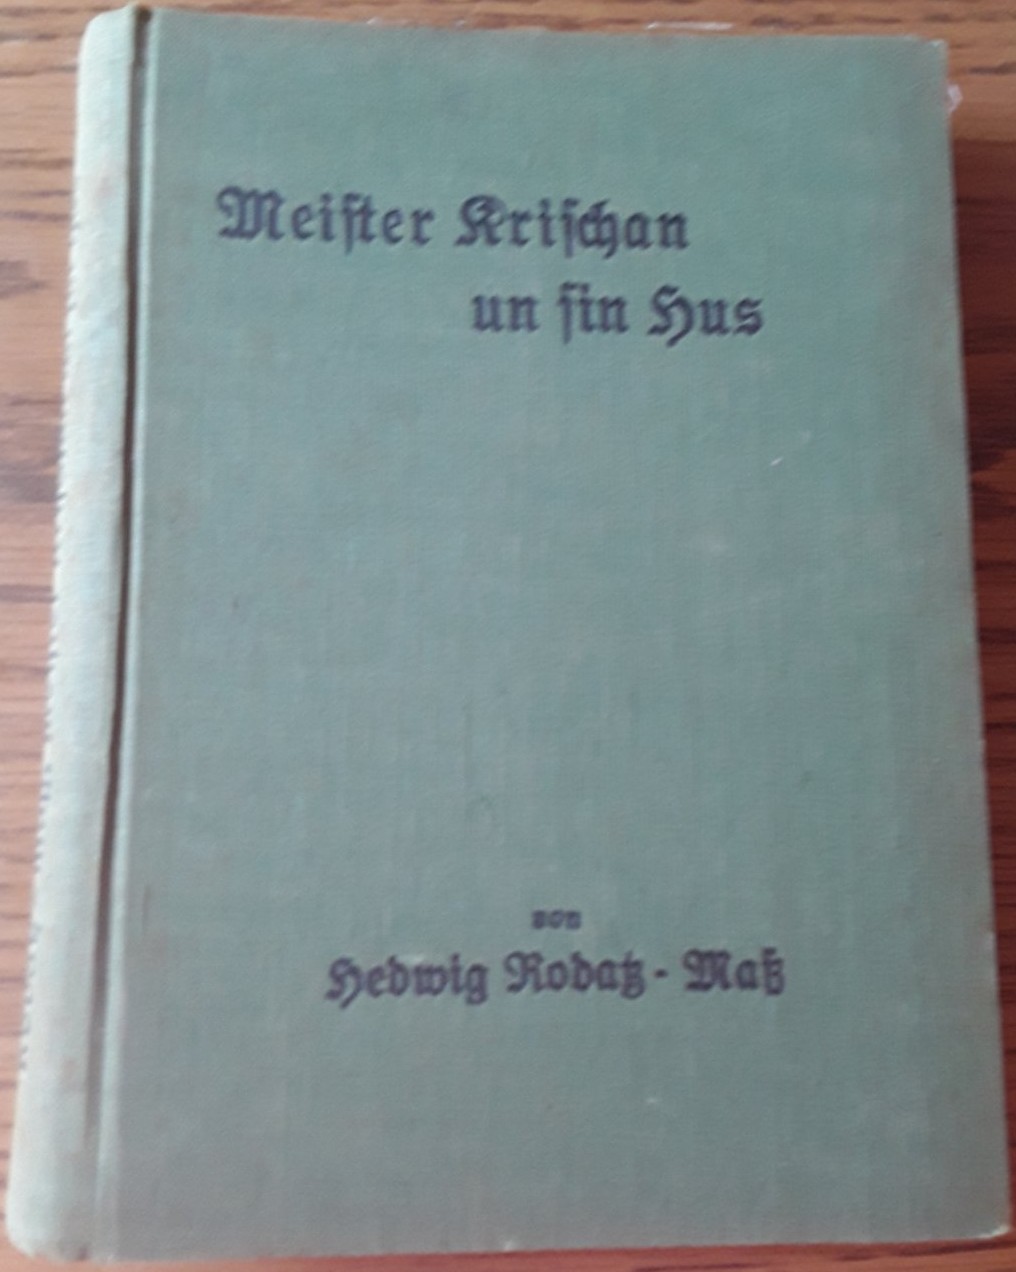 Meiſter Kriſchan
un ſin Hus
von
Hedwig Rodatz - Maß